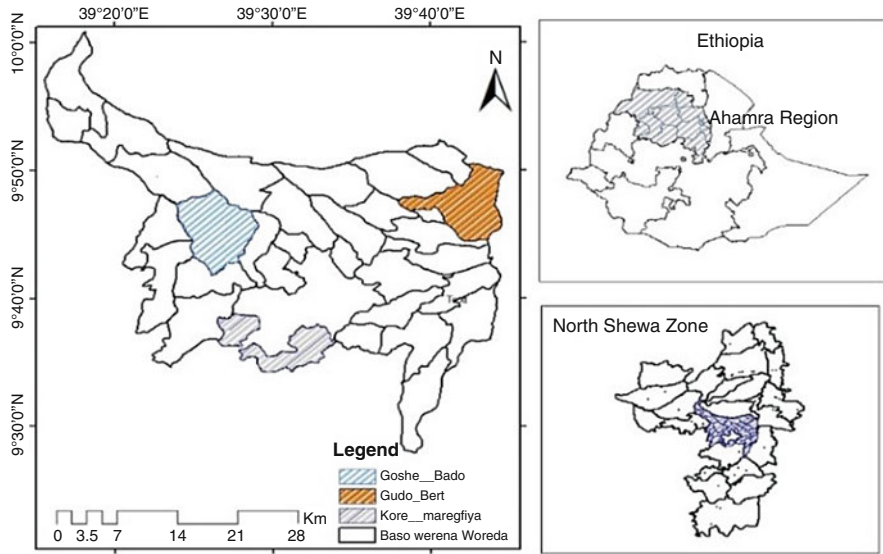 39°20'0"E 39°30'0"E 39°40'0"E
10°0'0"N
9°50'0"N
9°40'0"N
9°30'0"N
N
Legend
Goshe__Bado
Gudo_Bert
Kore__maregfiya
Baso werena Woreda
Km
0 3.5 7 14 21 28
Ethiopia
Ahamra Region
North Shewa Zone